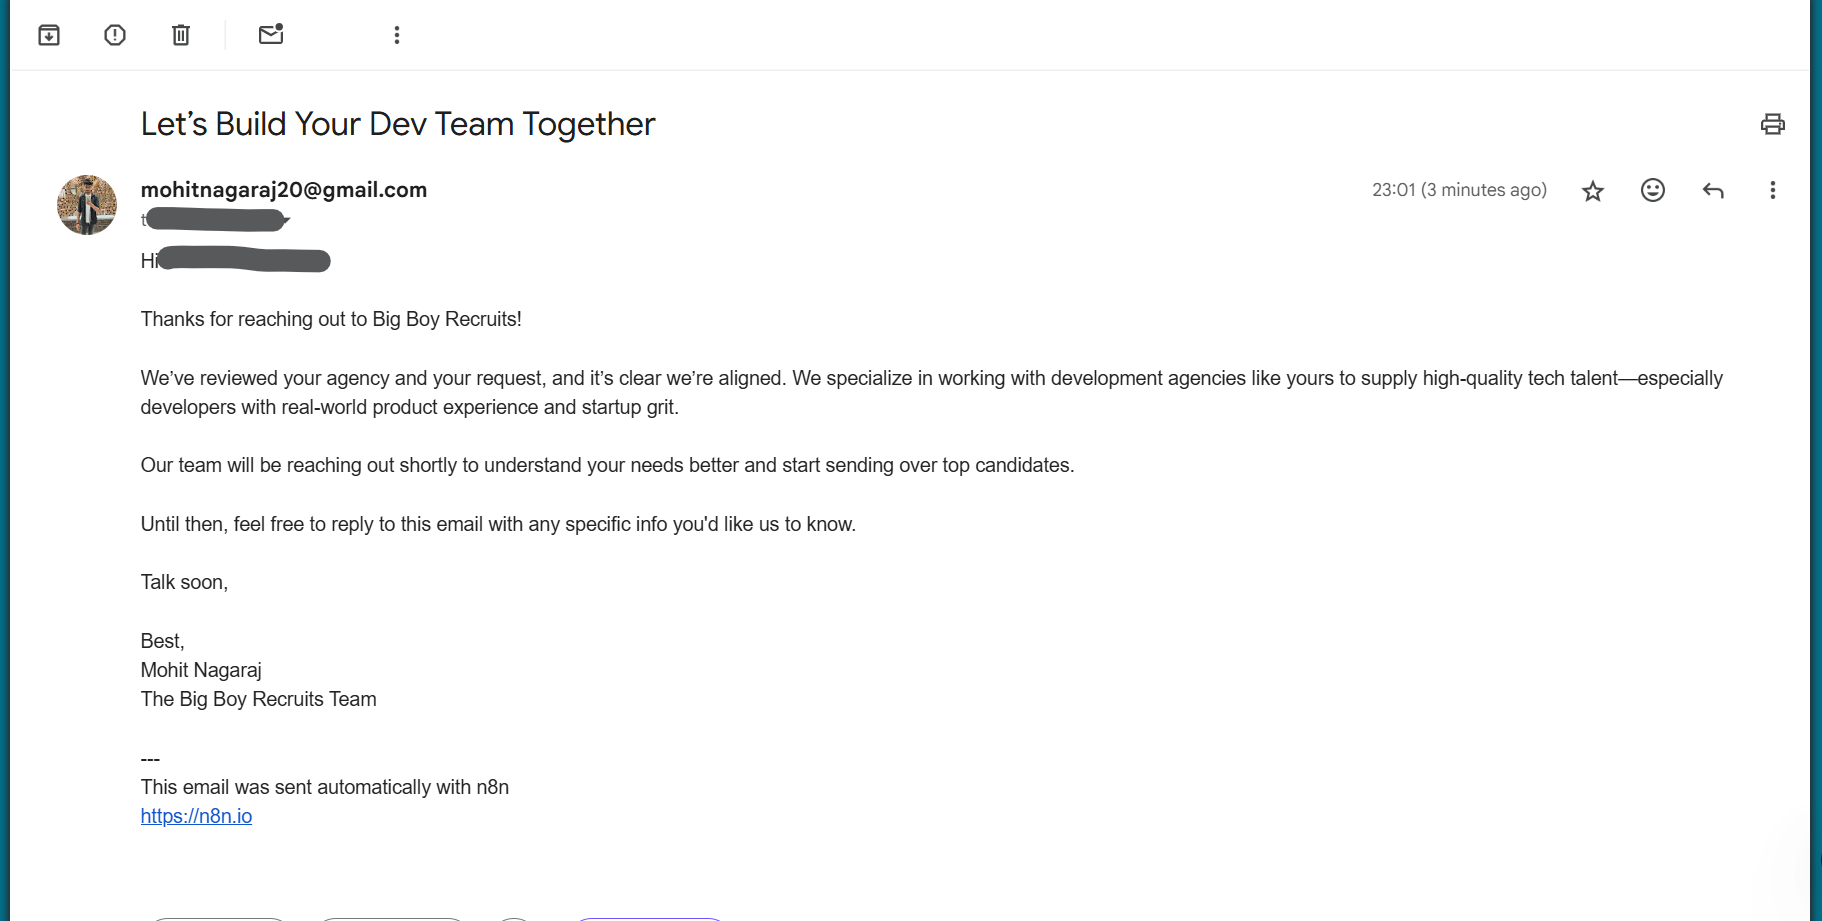 Let’s Build Your Dev Team Together
mohitnagaraj20@gmail.com
23:01 (3 minutes ago)
t
Hi
Thanks for reaching out to Big Boy Recruits!
We’ve reviewed your agency and your request, and it’s clear we’re aligned. We specialize in working with development agencies like yours to supply high-quality tech talent—especially
developers with real-world product experience and startup grit.
Our team will be reaching out shortly to understand your needs better and start sending over top candidates.
Until then, feel free to reply to this email with any specific info you'd like us to know.
Talk soon,
Best,
Mohit Nagaraj
The Big Boy Recruits Team
---
This email was sent automatically with n8n
https://n8n.io